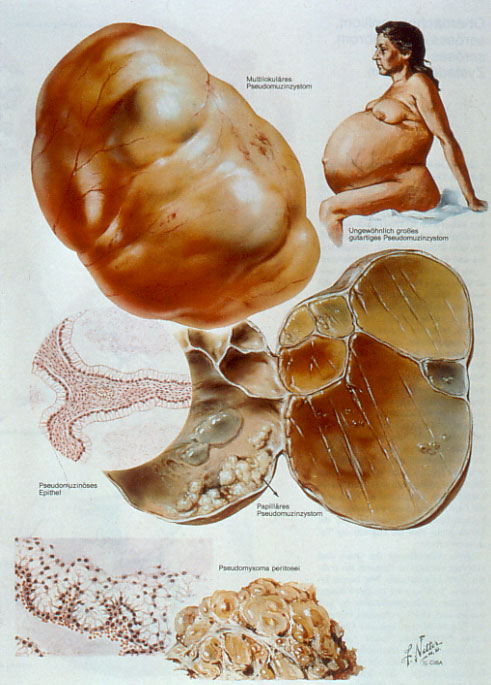 Multilokuläres
Pseudomuzinzystom
Ungewöhnlich großes
gutartiges Pseudomuzinzystom
Pseudomuzinöses
Epithel
Papilläres
Pseudomuzinzystom
Pseudomyxoma peritonei
F. Netter
M.D.
© CIBA